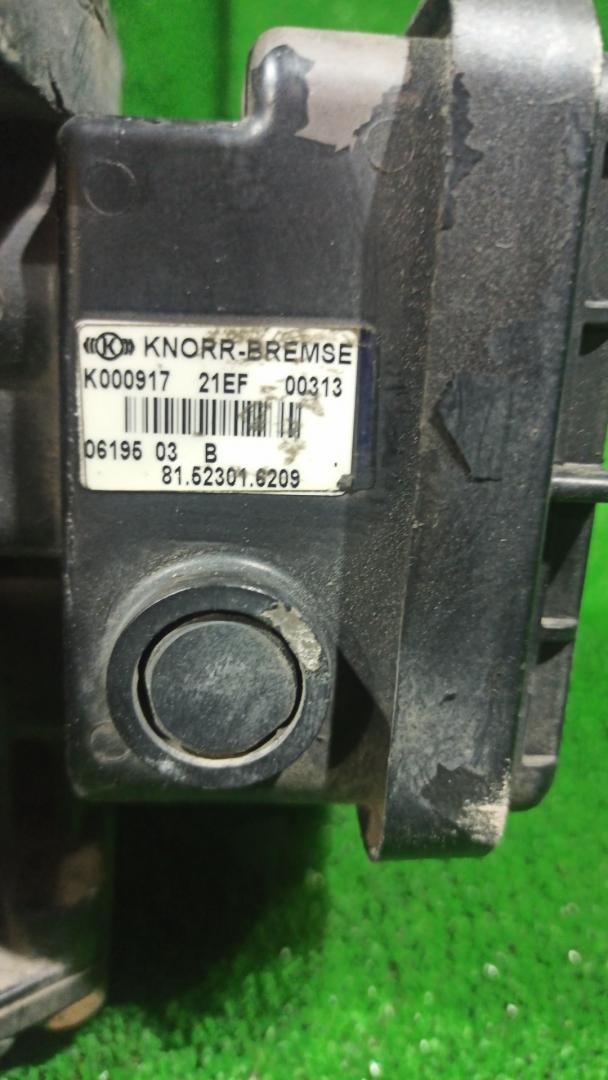 K KNORR-BREMSE
K000917 21EF 00313
06195 03 B
81.52301.6209